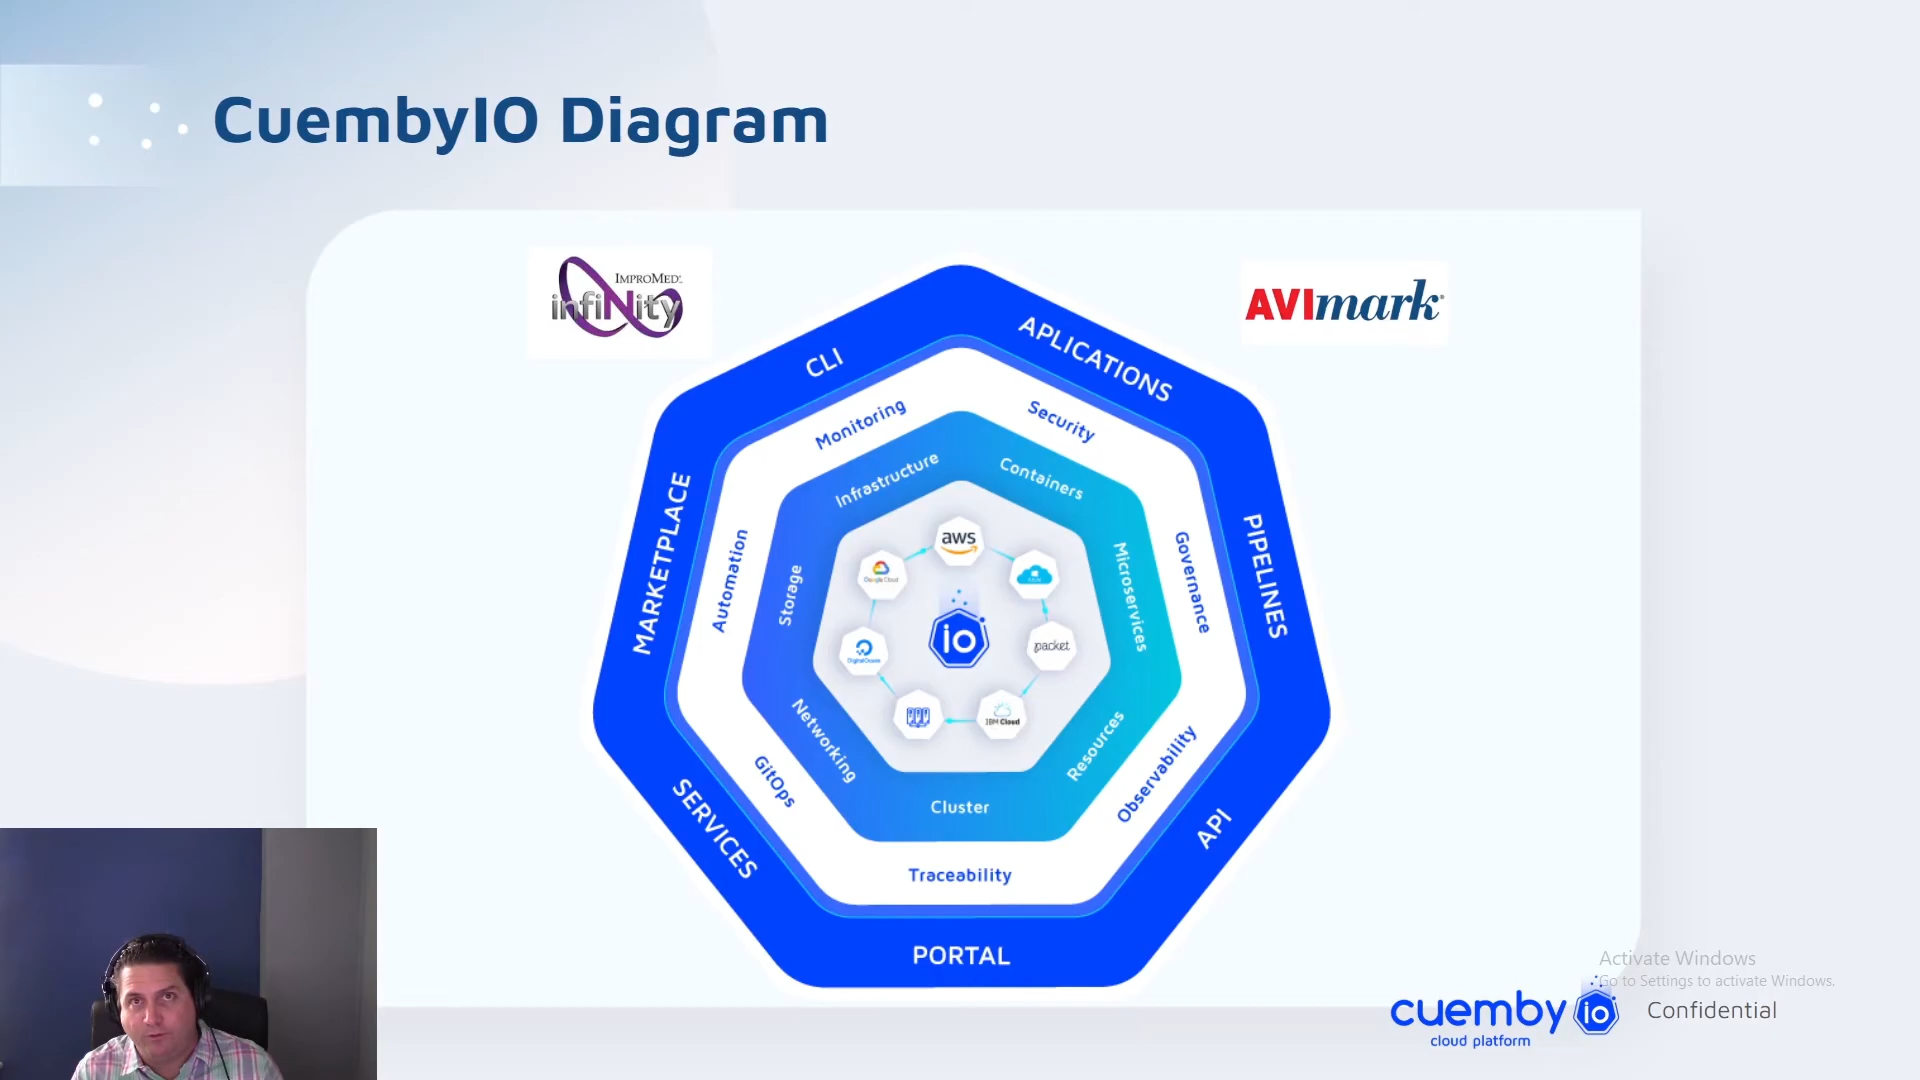 CuembyIO Diagram
IMPROMED
infiNity
AVImark
CLI
APLICATIONS
MARKETPLACE
PIPELINES
SERVICES
API
PORTAL
Monitoring
Security
Automation
Governance
GitOps
Observability
Traceability
Infrastructure
Containers
Storage
Microservices
Networking
Resources
Cluster
aws
Google Cloud
packet
DigitalOcean
IBM Cloud
io
Activate Windows
Go to Settings to activate Windows.
cuemby io
cloud platform
Confidential